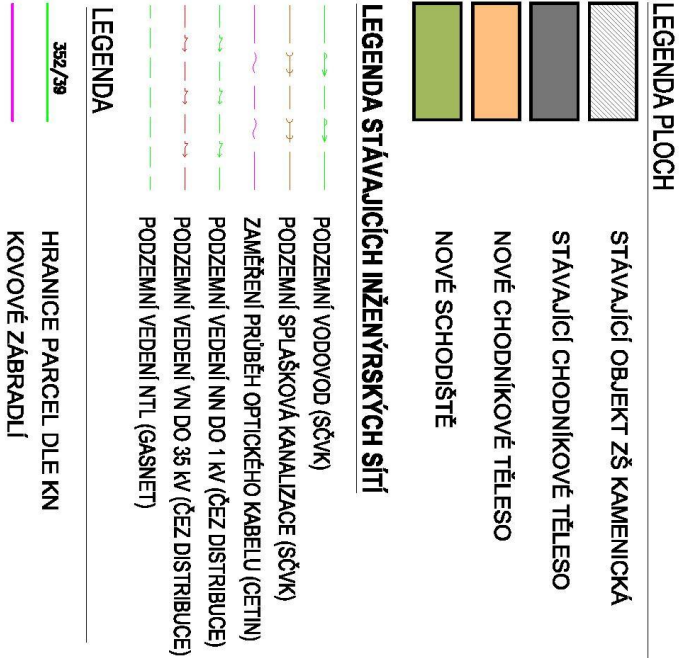 LEGENDA PLOCH
STÁVAJÍCÍ OBJEKT ZŠ KAMENICKÁ
STÁVAJÍCÍ CHODNÍKOVÉ TĚLESO
NOVÉ CHODNÍKOVÉ TĚLESO
NOVÉ SCHODIŠTĚ
LEGENDA STÁVAJICÍCH INŽENÝRSKÝCH SÍTÍ
PODZEMNÍ VODOVOD (SČVK)
PODZEMNÍ SPLAŠKOVÁ KANALIZACE (SČVK)
ZAMĚŘENÍ PRŮBĚH OPTICKÉHO KABELU (CETIN)
PODZEMNÍ VEDENÍ NN DO 1 kV (ČEZ DISTRIBUCE)
PODZEMNÍ VEDENÍ VN DO 35 kV (ČEZ DISTRIBUCE)
PODZEMNÍ VEDENÍ NTL (GASNET)
LEGENDA
352/39 HRANICE PARCEL DLE KN
KOVOVÉ ZÁBRADLÍ